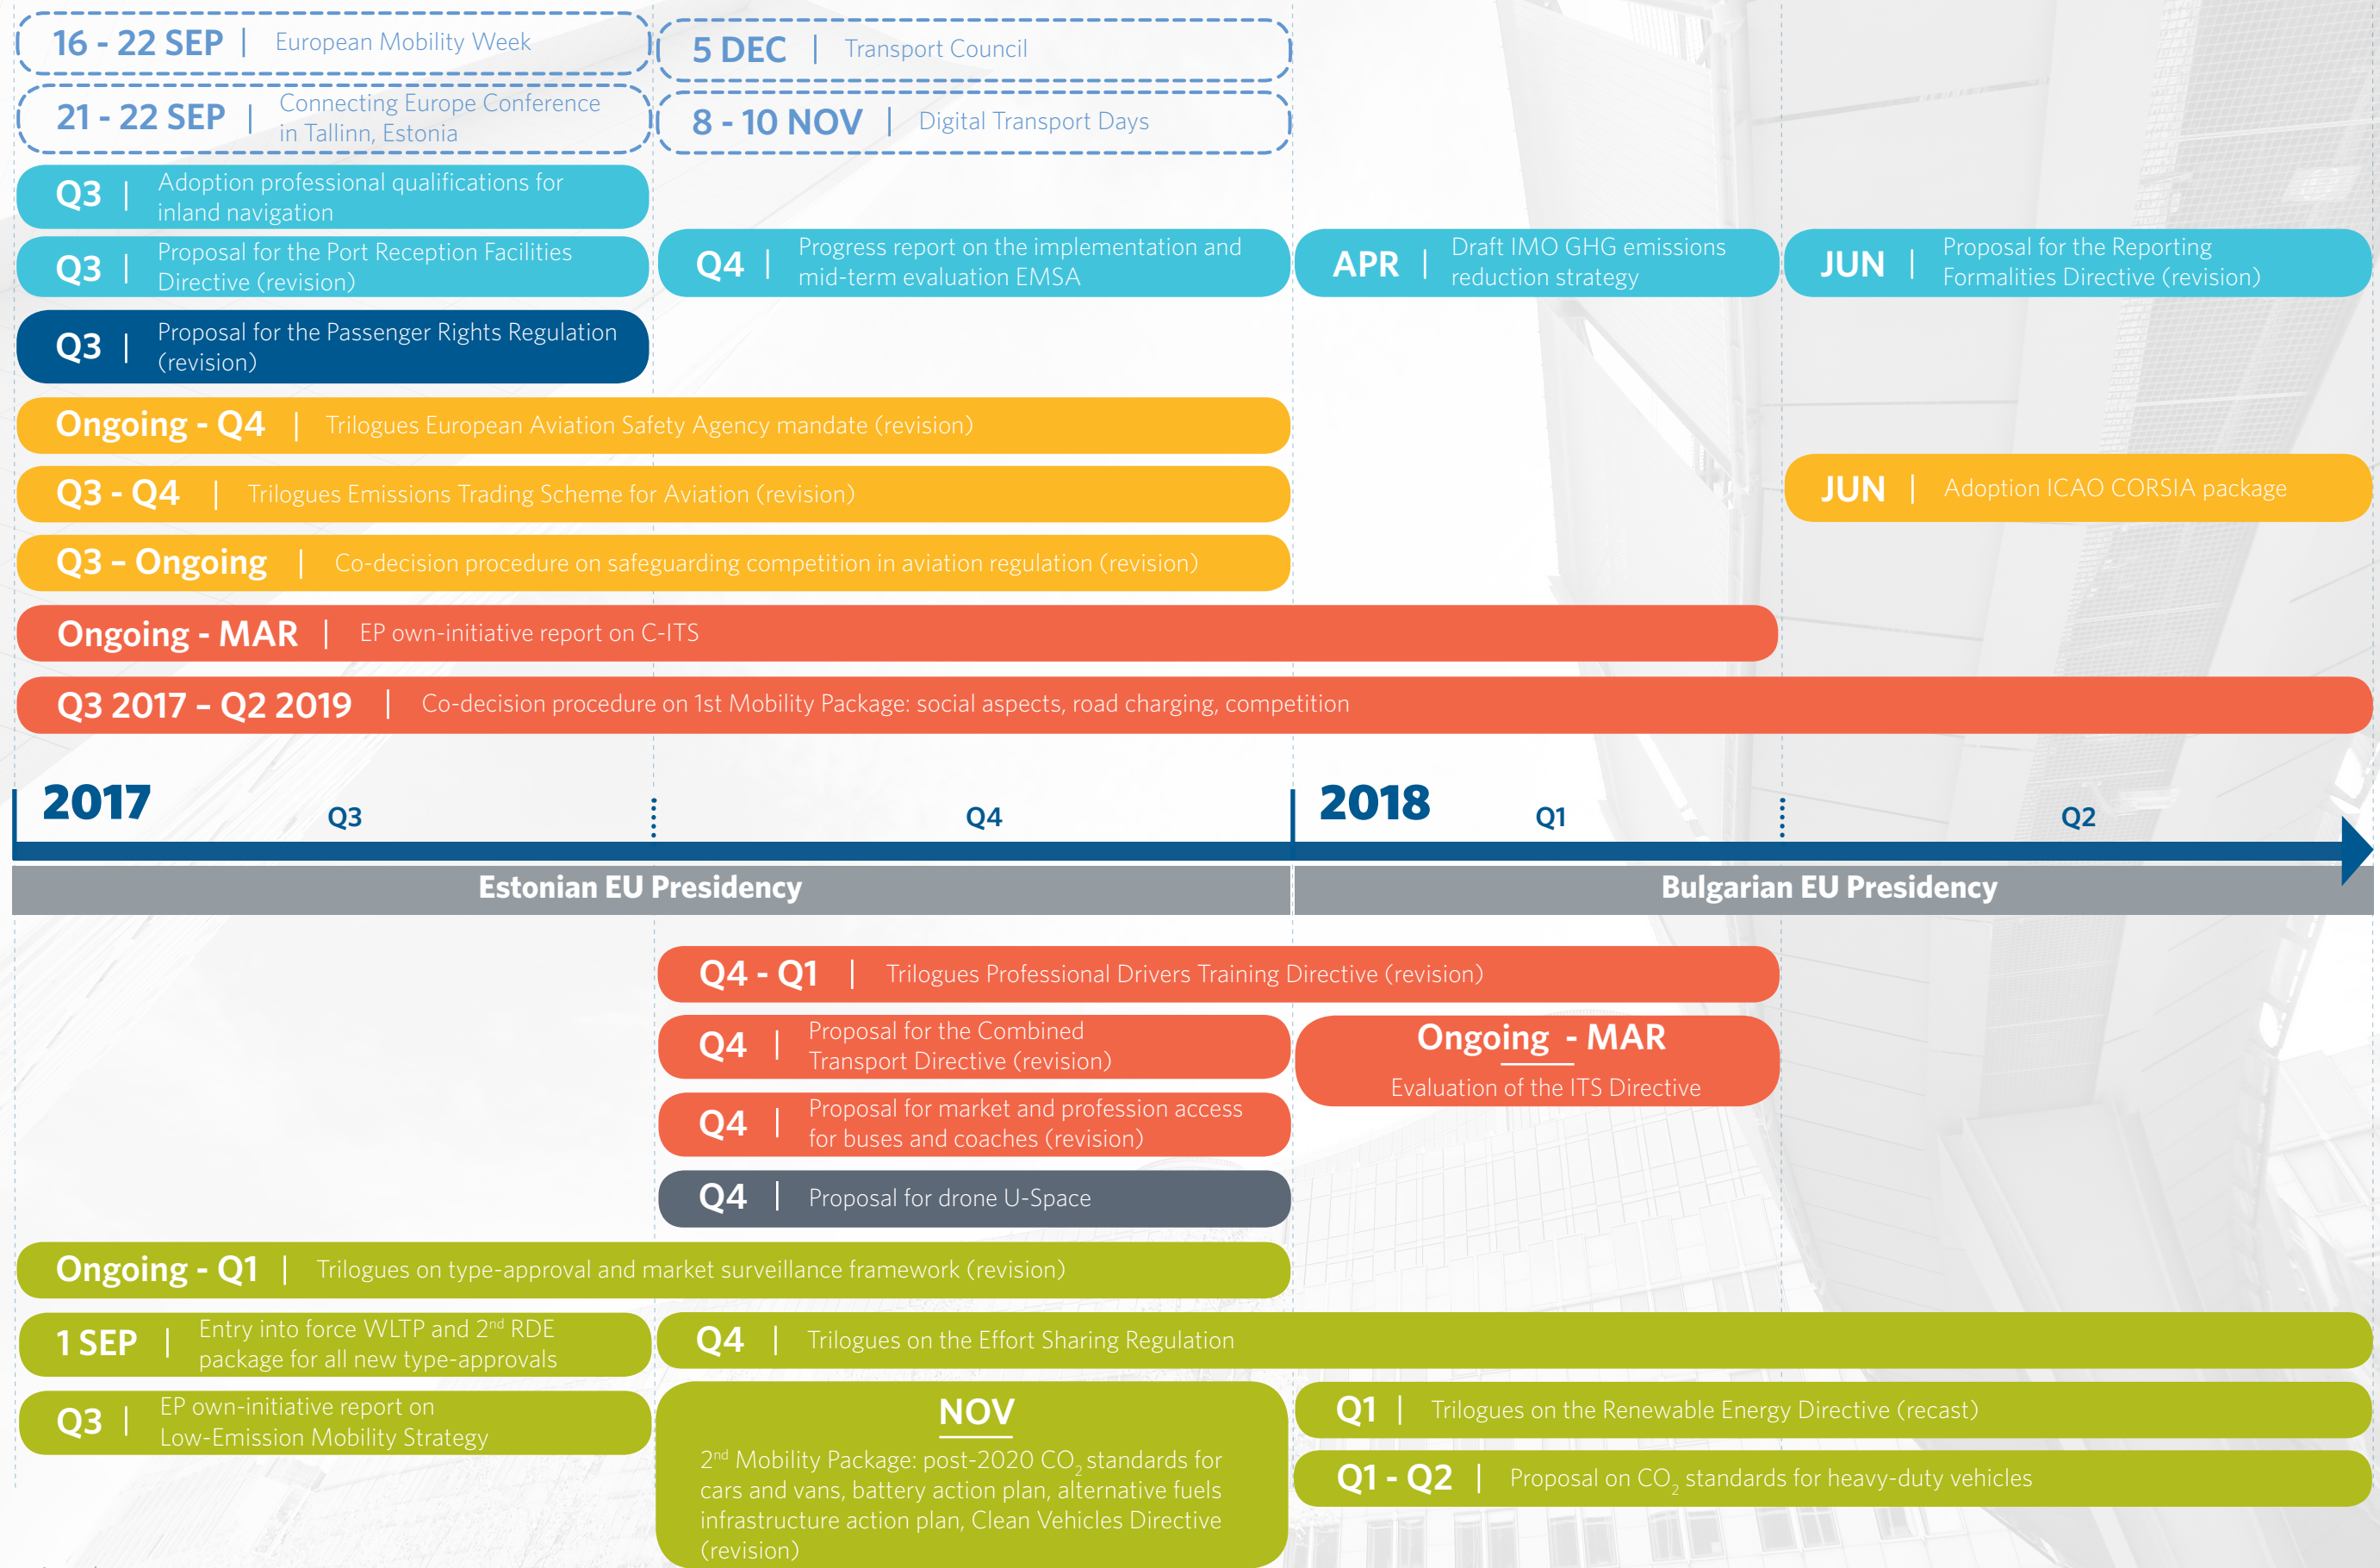 16 - 22 SEP | European Mobility Week
5 DEC | Transport Council
21 - 22 SEP | Connecting Europe Conference
in Tallinn, Estonia
8 - 10 NOV | Digital Transport Days
Q3 | Adoption professional qualifications for
inland navigation
Q3 | Proposal for the Port Reception Facilities
Directive (revision)
Q4 | Progress report on the implementation and
mid-term evaluation EMSA
APR | Draft IMO GHG emissions
reduction strategy
JUN | Proposal for the Reporting
Formalities Directive (revision)
Q3 | Proposal for the Passenger Rights Regulation
(revision)
Ongoing - Q4 | Trilogues European Aviation Safety Agency mandate (revision)
Q3 - Q4 | Trilogues Emissions Trading Scheme for Aviation (revision)
JUN | Adoption ICAO CORSIA package
Q3 – Ongoing | Co-decision procedure on safeguarding competition in aviation regulation (revision)
Ongoing - MAR | EP own-initiative report on C-ITS
Q3 2017 – Q2 2019 | Co-decision procedure on 1st Mobility Package: social aspects, road charging, competition
2017 Q3 Q4 2018 Q1 Q2
Estonian EU Presidency
Bulgarian EU Presidency
Q4 - Q1 | Trilogues Professional Drivers Training Directive (revision)
Q4 | Proposal for the Combined
Transport Directive (revision)
Ongoing - MAR
Evaluation of the ITS Directive
Q4 | Proposal for market and profession access
for buses and coaches (revision)
Q4 | Proposal for drone U-Space
Ongoing - Q1 | Trilogues on type-approval and market surveillance framework (revision)
1 SEP | Entry into force WLTP and 2nd RDE
package for all new type-approvals
Q4 | Trilogues on the Effort Sharing Regulation
Q3 | EP own-initiative report on
Low-Emission Mobility Strategy
NOV
2nd Mobility Package: post-2020 CO2 standards for
cars and vans, battery action plan, alternative fuels
infrastructure action plan, Clean Vehicles Directive
(revision)
Q1 | Trilogues on the Renewable Energy Directive (recast)
Q1 - Q2 | Proposal on CO2 standards for heavy-duty vehicles